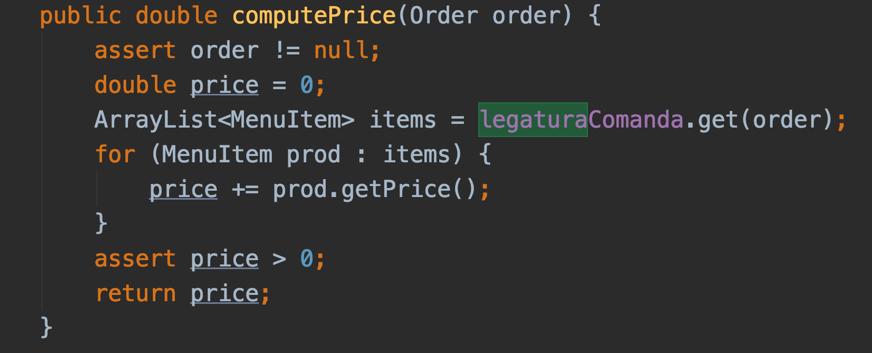 public double computePrice(Order order) {
    assert order != null;
    double price = 0;
    ArrayList<MenuItem> items = legaturaComanda.get(order);
    for (MenuItem prod : items) {
        price += prod.getPrice();
    }
    assert price > 0;
    return price;
}